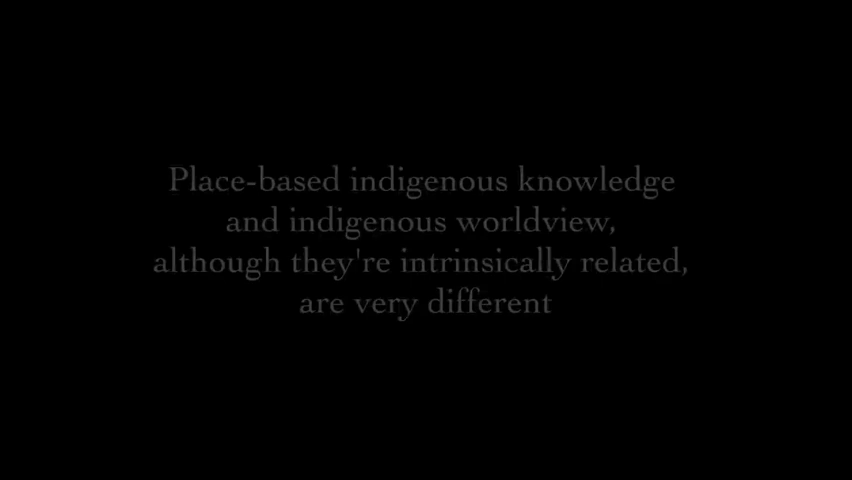 Place-based indigenous knowledge
and indigenous worldview,
although they're intrinsically related,
are very different